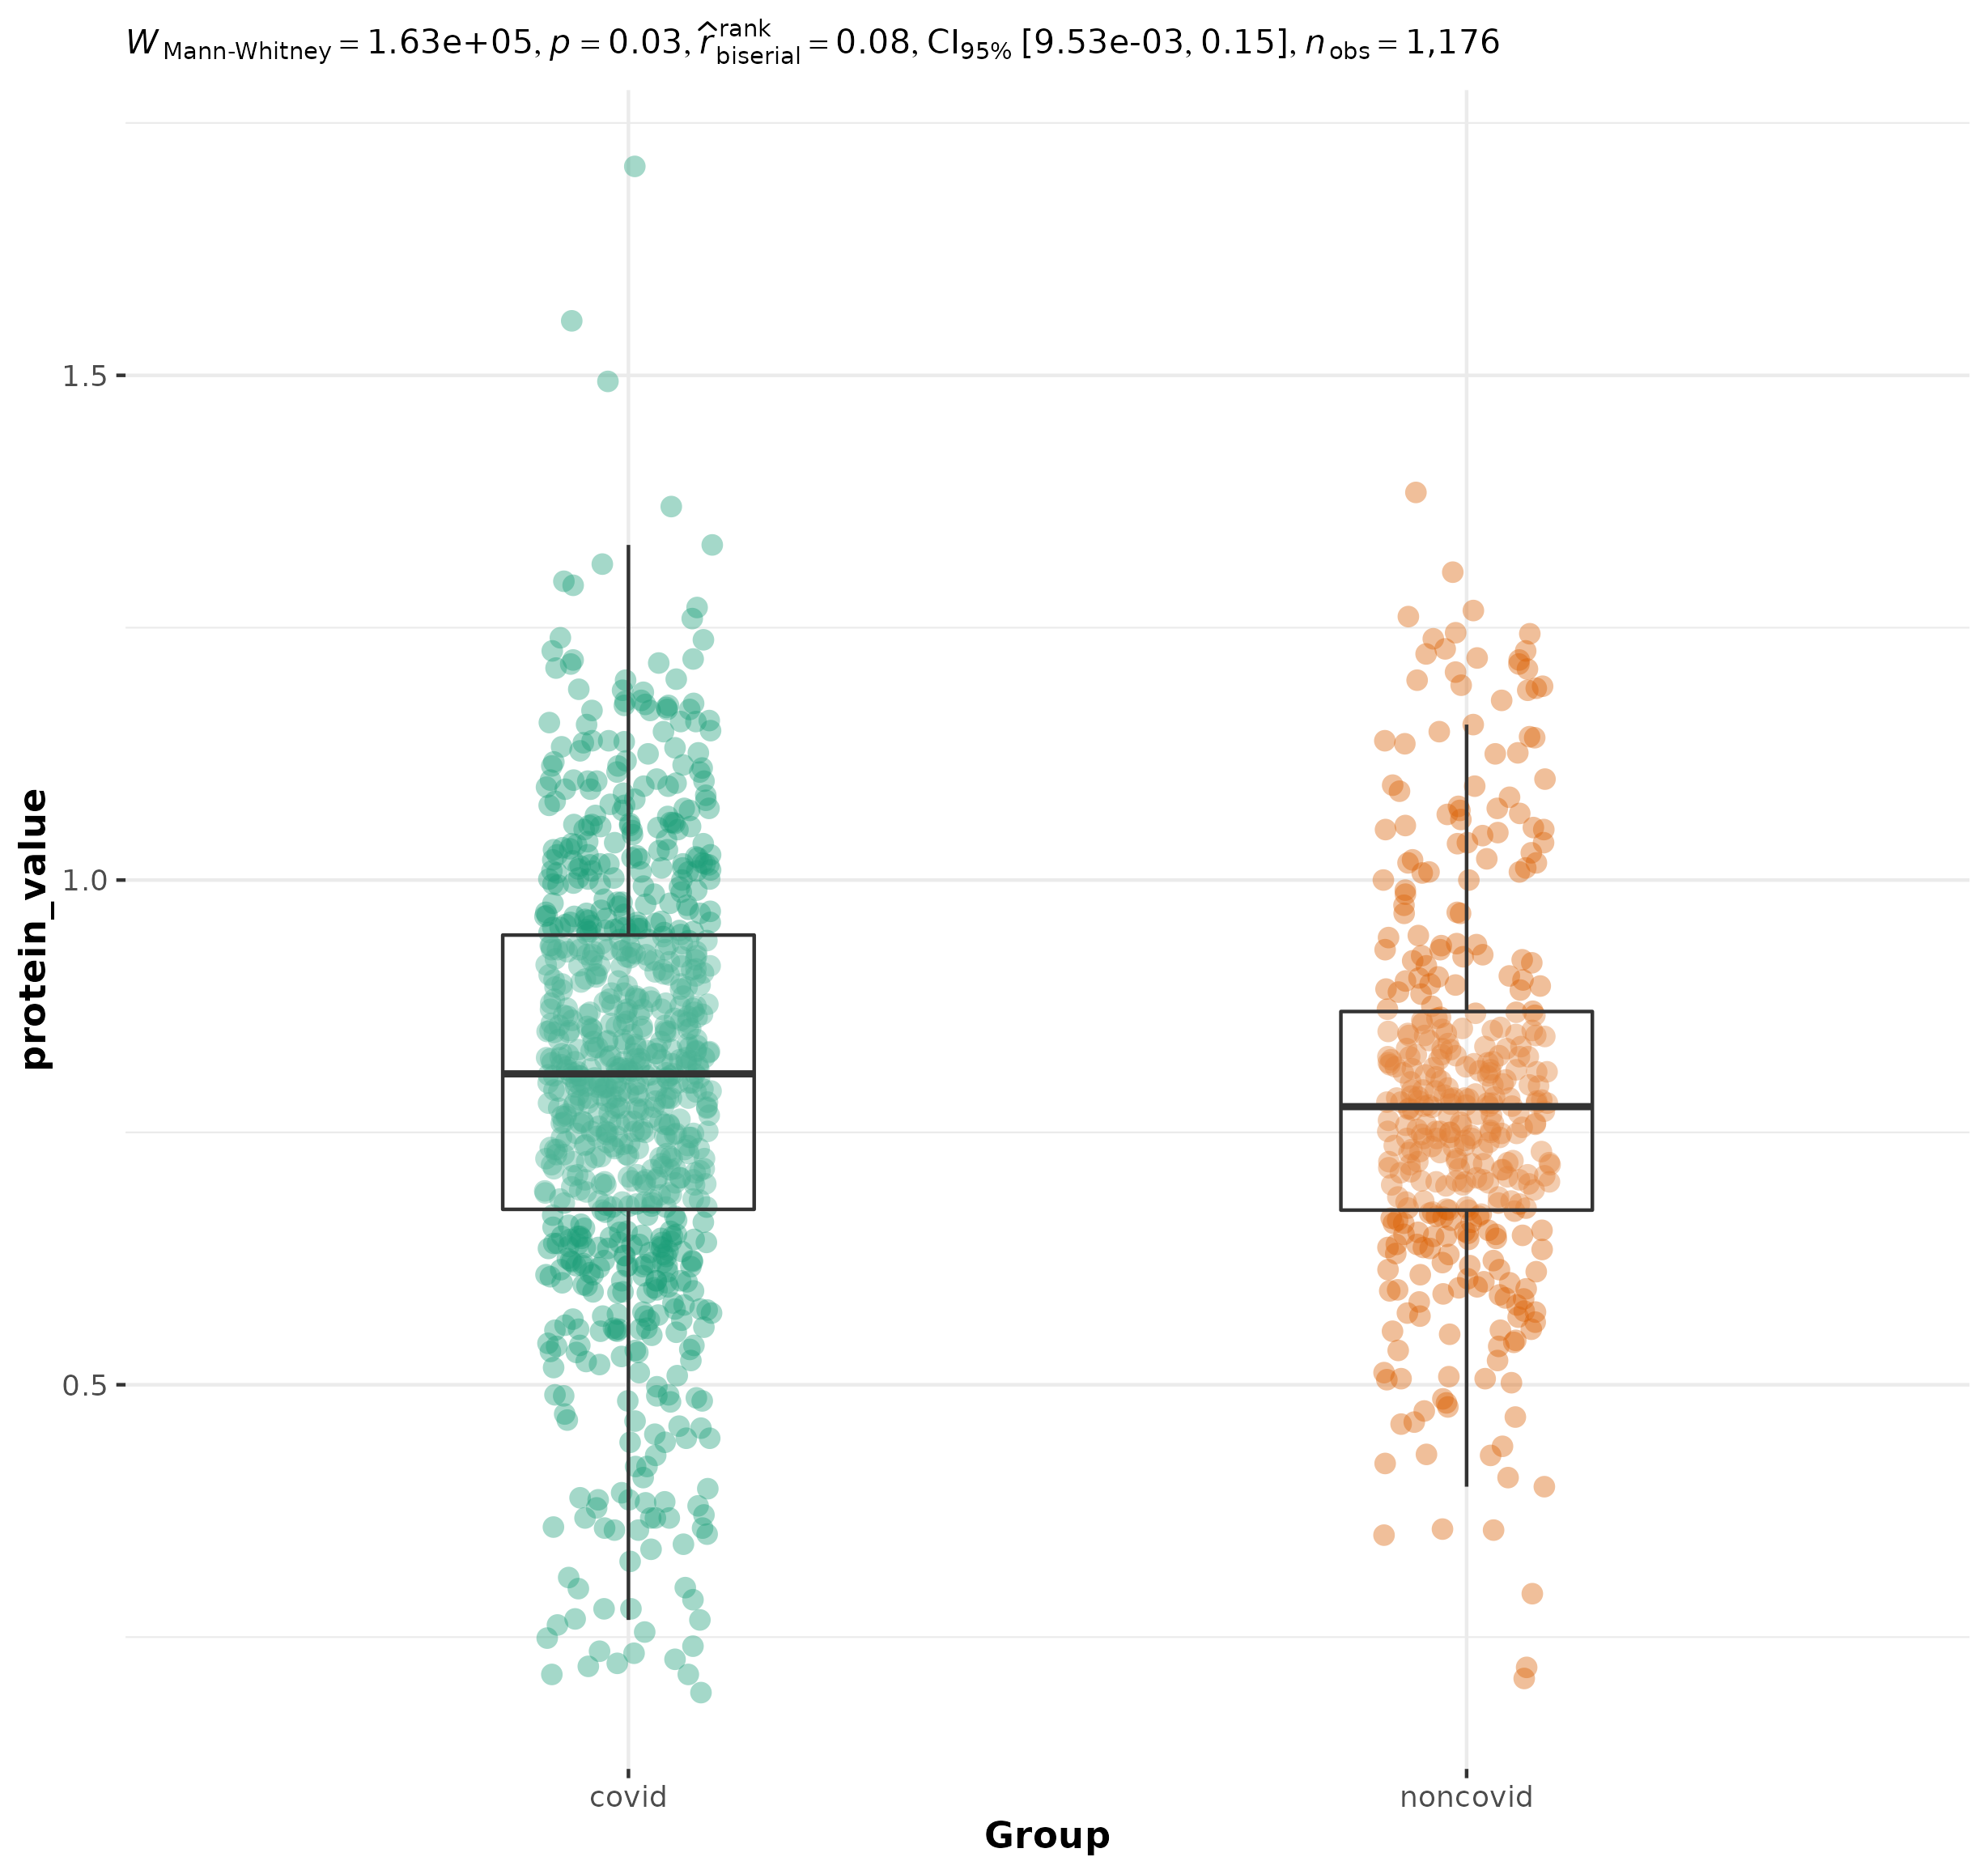 W Mann-Whitney = 1.63e+05, p = 0.03, r̂ rank biserial = 0.08, CI95% [9.53e-03, 0.15], n obs = 1,176
1.5
1.0
0.5
protein_value
covid noncovid
Group